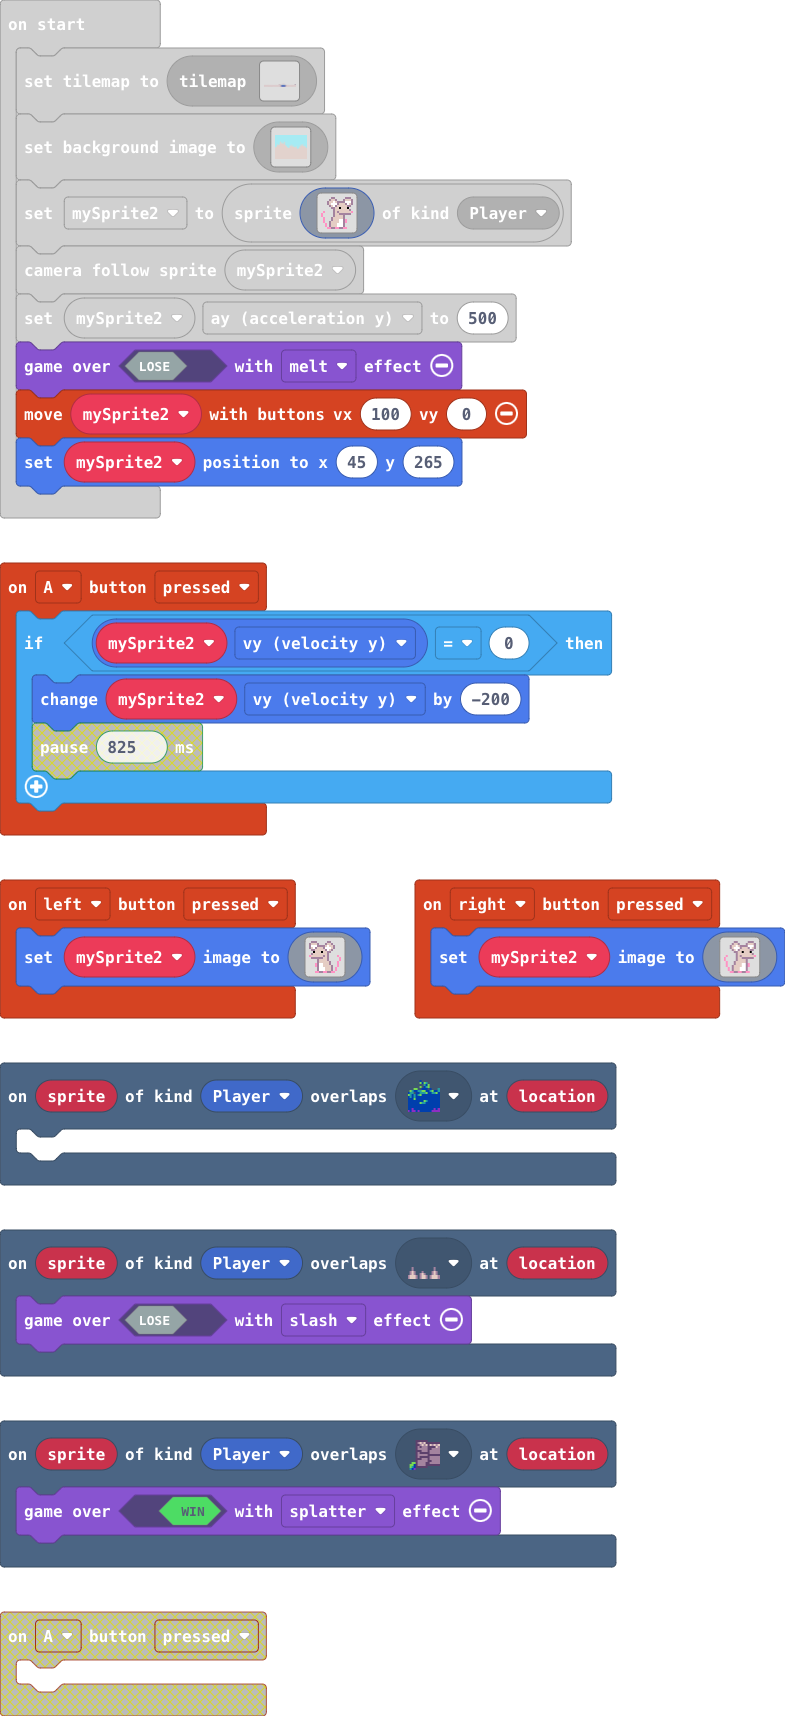 on start
set tilemap to tilemap
set background image to
set mySprite2 to sprite of kind Player
camera follow sprite mySprite2
set mySprite2 ay (acceleration y) to 500
game over LOSE with melt effect
move mySprite2 with buttons vx 100 vy 0
set mySprite2 position to x 45 y 265
on A button pressed
if mySprite2 vy (velocity y) = 0 then
change mySprite2 vy (velocity y) by -200
pause 825 ms
on left button pressed
set mySprite2 image to
on right button pressed
set mySprite2 image to
on sprite of kind Player overlaps at location
on sprite of kind Player overlaps at location
game over LOSE with slash effect
on sprite of kind Player overlaps at location
game over WIN with splatter effect
on A button pressed